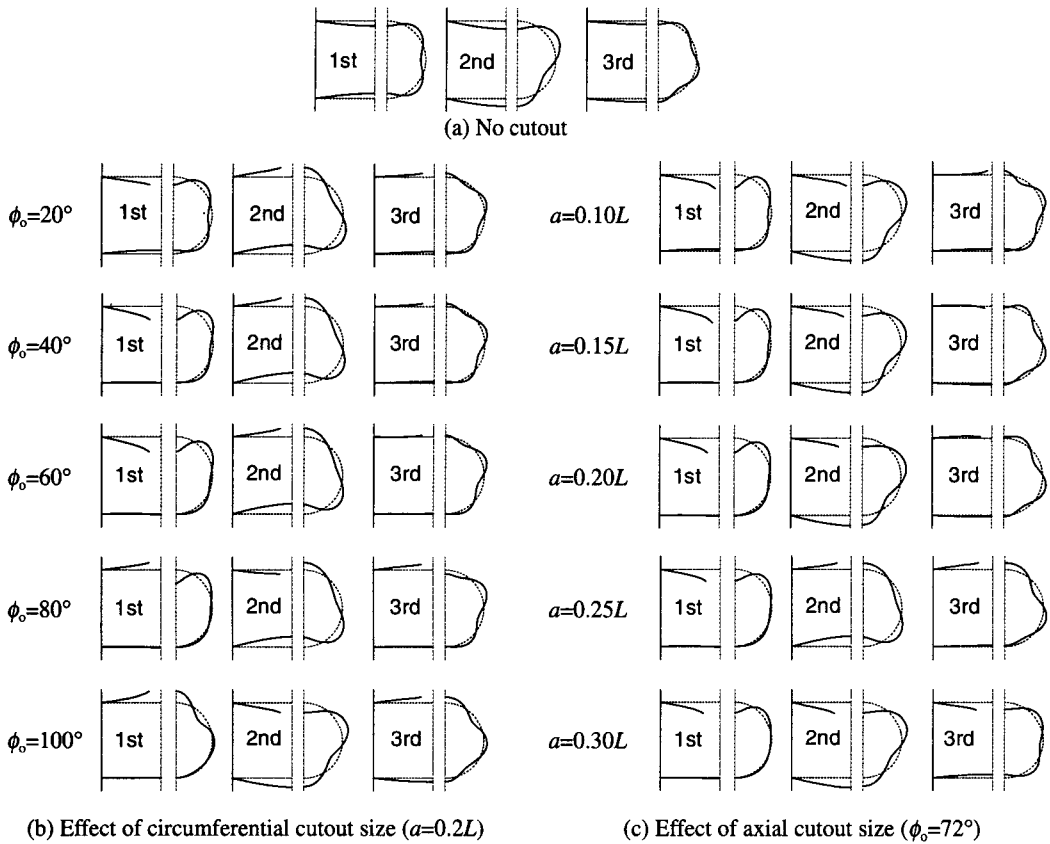 1st 2nd 3rd
(a) No cutout
ϕₒ=20° 1st 2nd 3rd
ϕₒ=40° 1st 2nd 3rd
ϕₒ=60° 1st 2nd 3rd
ϕₒ=80° 1st 2nd 3rd
ϕₒ=100° 1st 2nd 3rd
(b) Effect of circumferential cutout size (a=0.2L)
a=0.10L 1st 2nd 3rd
a=0.15L 1st 2nd 3rd
a=0.20L 1st 2nd 3rd
a=0.25L 1st 2nd 3rd
a=0.30L 1st 2nd 3rd
(c) Effect of axial cutout size (ϕₒ=72°)